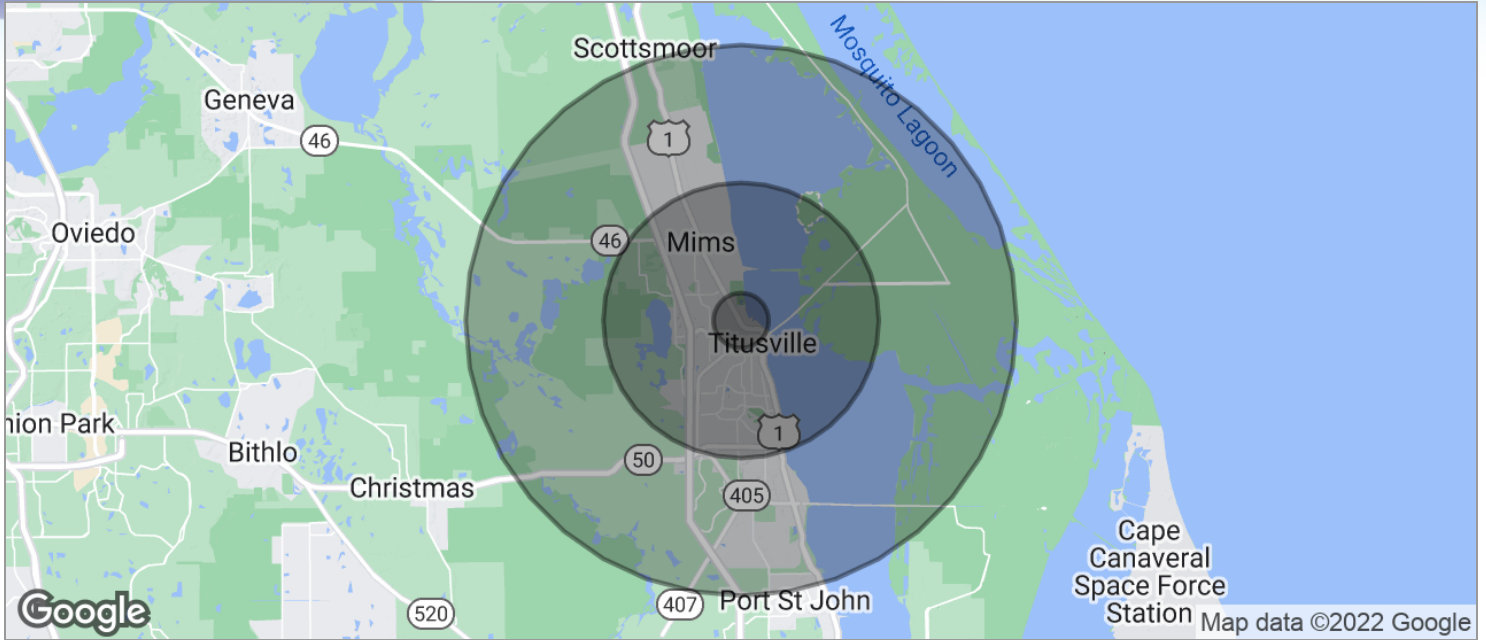 Scottsmoor
Mosquito Lagoon
Geneva
46
1
Oviedo
46
Mims
Titusville
nion Park
1
Bithlo
50
Christmas
405
Cape
Canaveral
Space Force
Station
520
407
Port St John
Google
Map data ©2022 Google